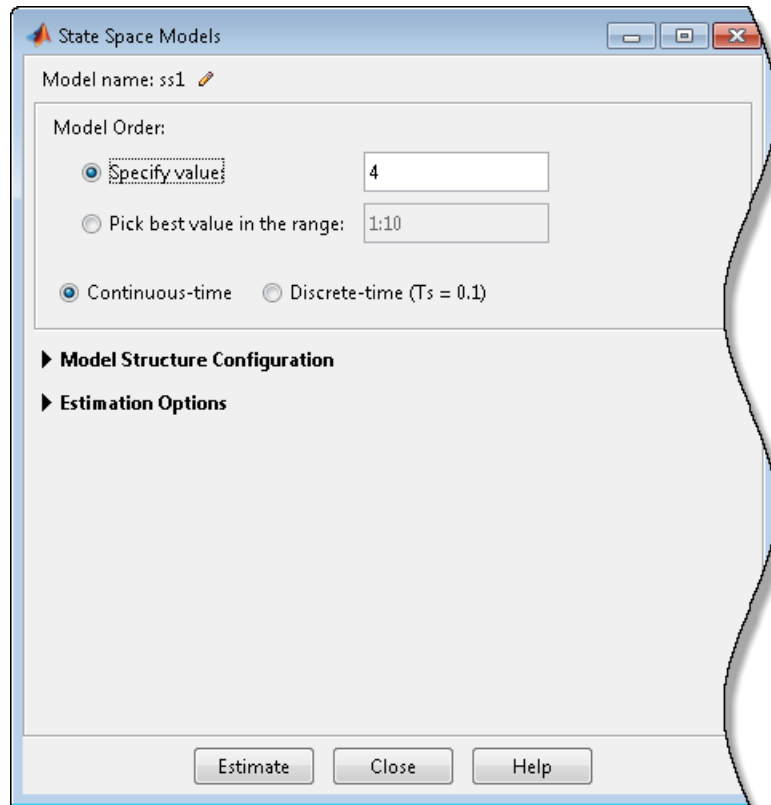 State Space Models
Model name: ss1
Model Order:
Specify value: 4
Pick best value in the range: 1:10
Continuous-time Discrete-time (Ts = 0.1)
Model Structure Configuration
Estimation Options
Estimate Close Help